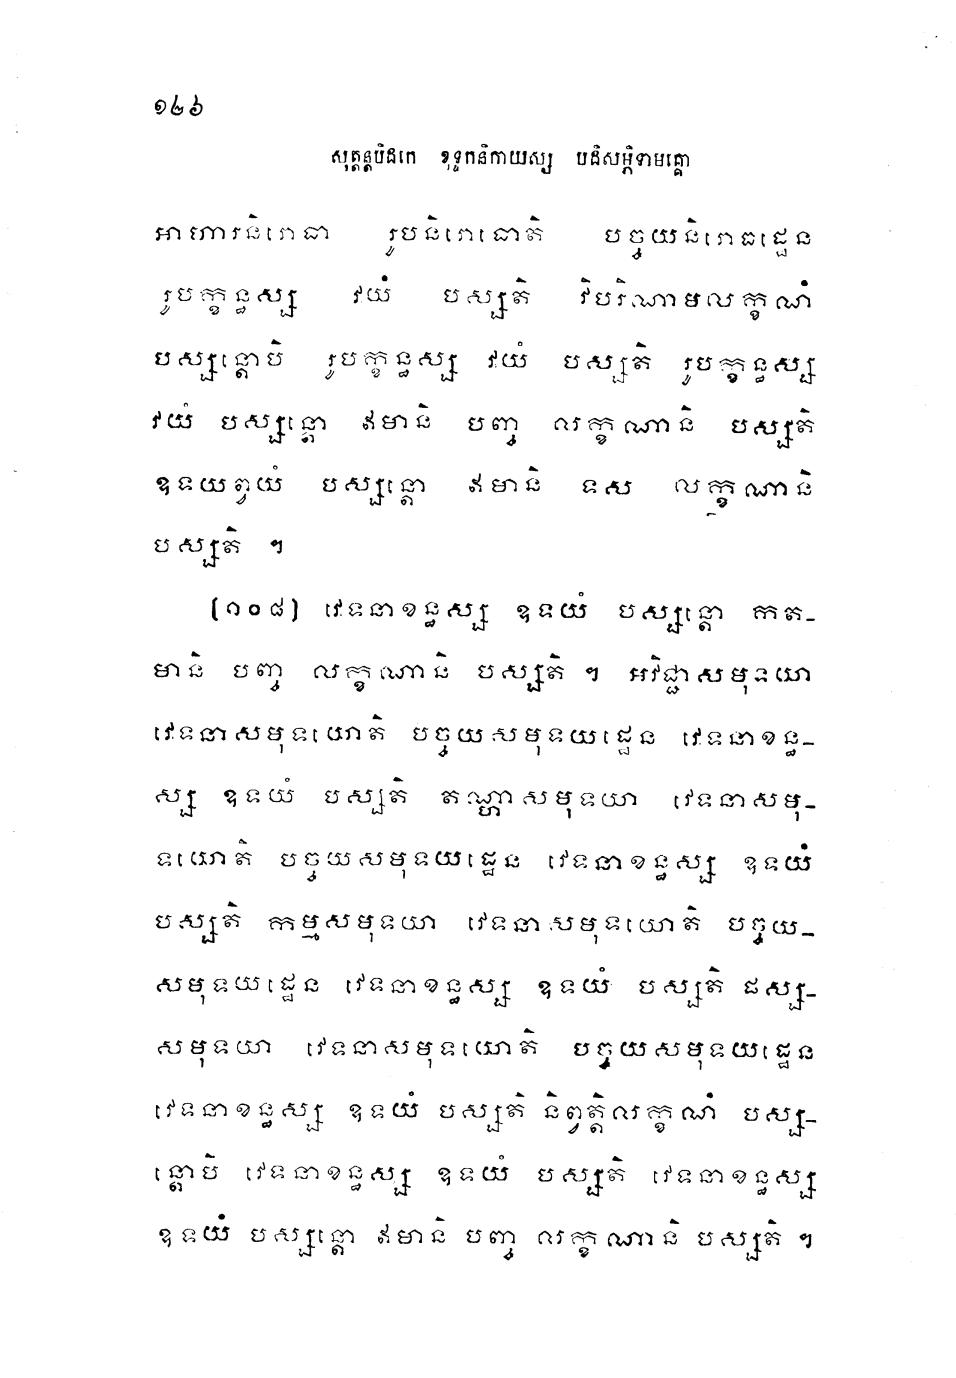 ១២៦
សុត្តន្តបិដកេ ខុទ្ទកនិកាយស្ស បដិសម្ភិទាមគ្គោ
អាហារនិរោធា រូបនិរោធោតិ បច្ចយនិរោធដ្ឋេន
រូបក្ខន្ធស្ស វយំ បស្សតិ វិបរិណាមលក្ខណំ
បស្សន្តោបិ រូបក្ខន្ធស្ស វយំ បស្សតិ រូបក្ខន្ធស្ស
វយំ បស្សន្តោ ឥមានិ បញ្ច លក្ខណានិ បស្សតិ
ឧទយព្វយំ បស្សន្តោ ឥមានិ ទស លក្ខណានិ
បស្សតិ ។
(១០៨) វេទនាខន្ធស្ស ឧទយំ បស្សន្តោ កត-
មានិ បញ្ច លក្ខណានិ បស្សតិ ។ អវិជ្ជាសមុទយា
វេទនាសមុទយោតិ បច្ចយសមុទយដ្ឋេន វេទនាខន្ធ-
ស្ស ឧទយំ បស្សតិ តណ្ហាសមុទយា វេទនាសមុ-
ទយោតិ បច្ចយសមុទយដ្ឋេន វេទនាខន្ធស្ស ឧទយំ
បស្សតិ កម្មសមុទយា វេទនាសមុទយោតិ បច្ចយ-
សមុទយដ្ឋេន វេទនាខន្ធស្ស ឧទយំ បស្សតិ ផស្ស-
សមុទយា វេទនាសមុទយោតិ បច្ចយសមុទយដ្ឋេន
វេទនាខន្ធស្ស ឧទយំ បស្សតិ និព្វត្តិលក្ខណំ បស្ស-
ន្តោបិ វេទនាខន្ធស្ស ឧទយំ បស្សតិ វេទនាខន្ធស្ស
ឧទយំ បស្សន្តោ ឥមានិ បញ្ច លក្ខណានិ បស្សតិ ។